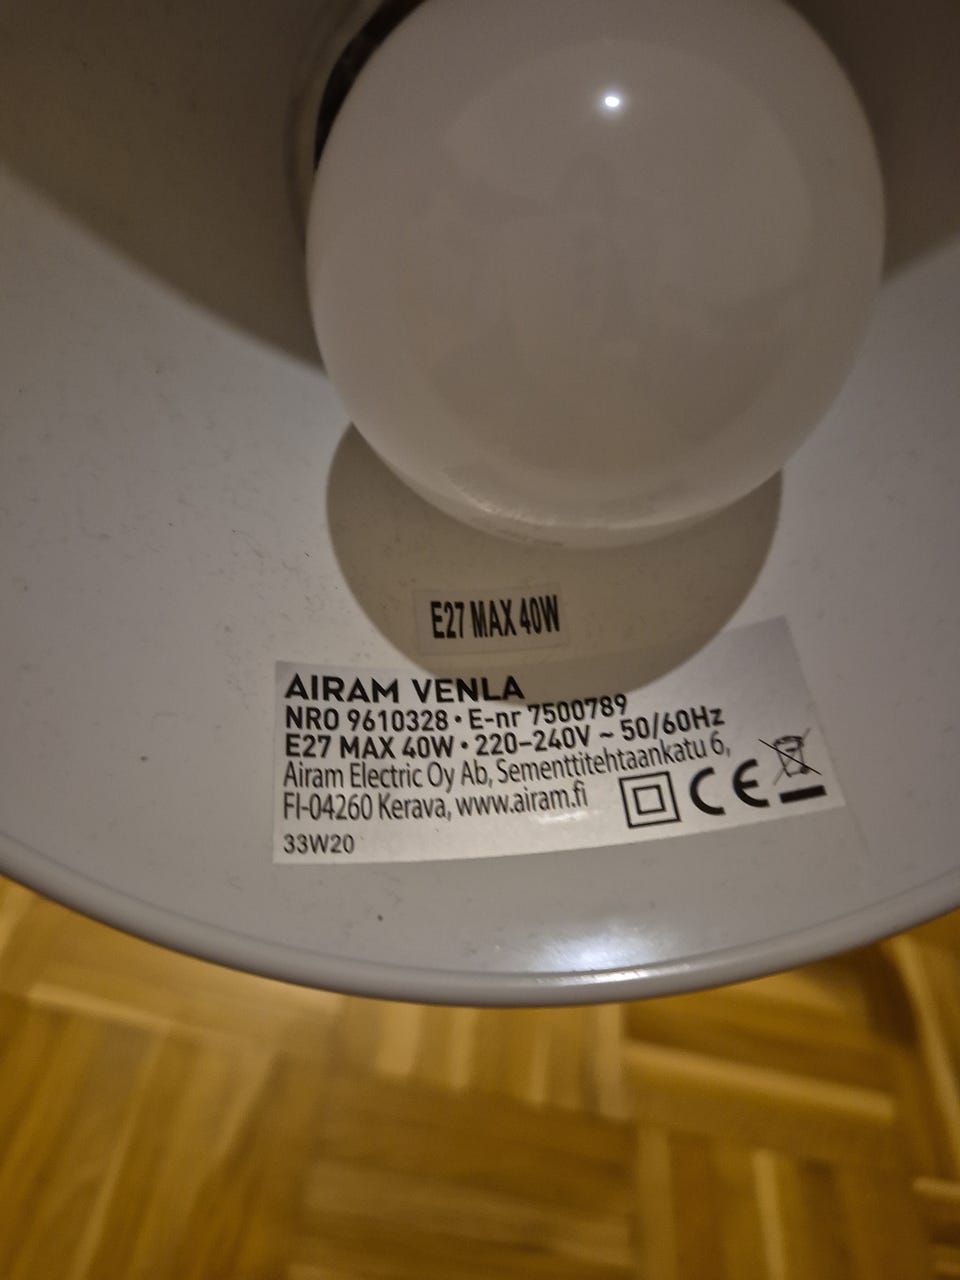 E27 MAX 40W
AIRAM VENLA
NRO 9610328 • E-nr 7500789
E27 MAX 40W • 220–240V ~ 50/60Hz
Airam Electric Oy Ab, Sementtitehtaankatu 6,
FI-04260 Kerava, www.airam.fi
CE
33W20